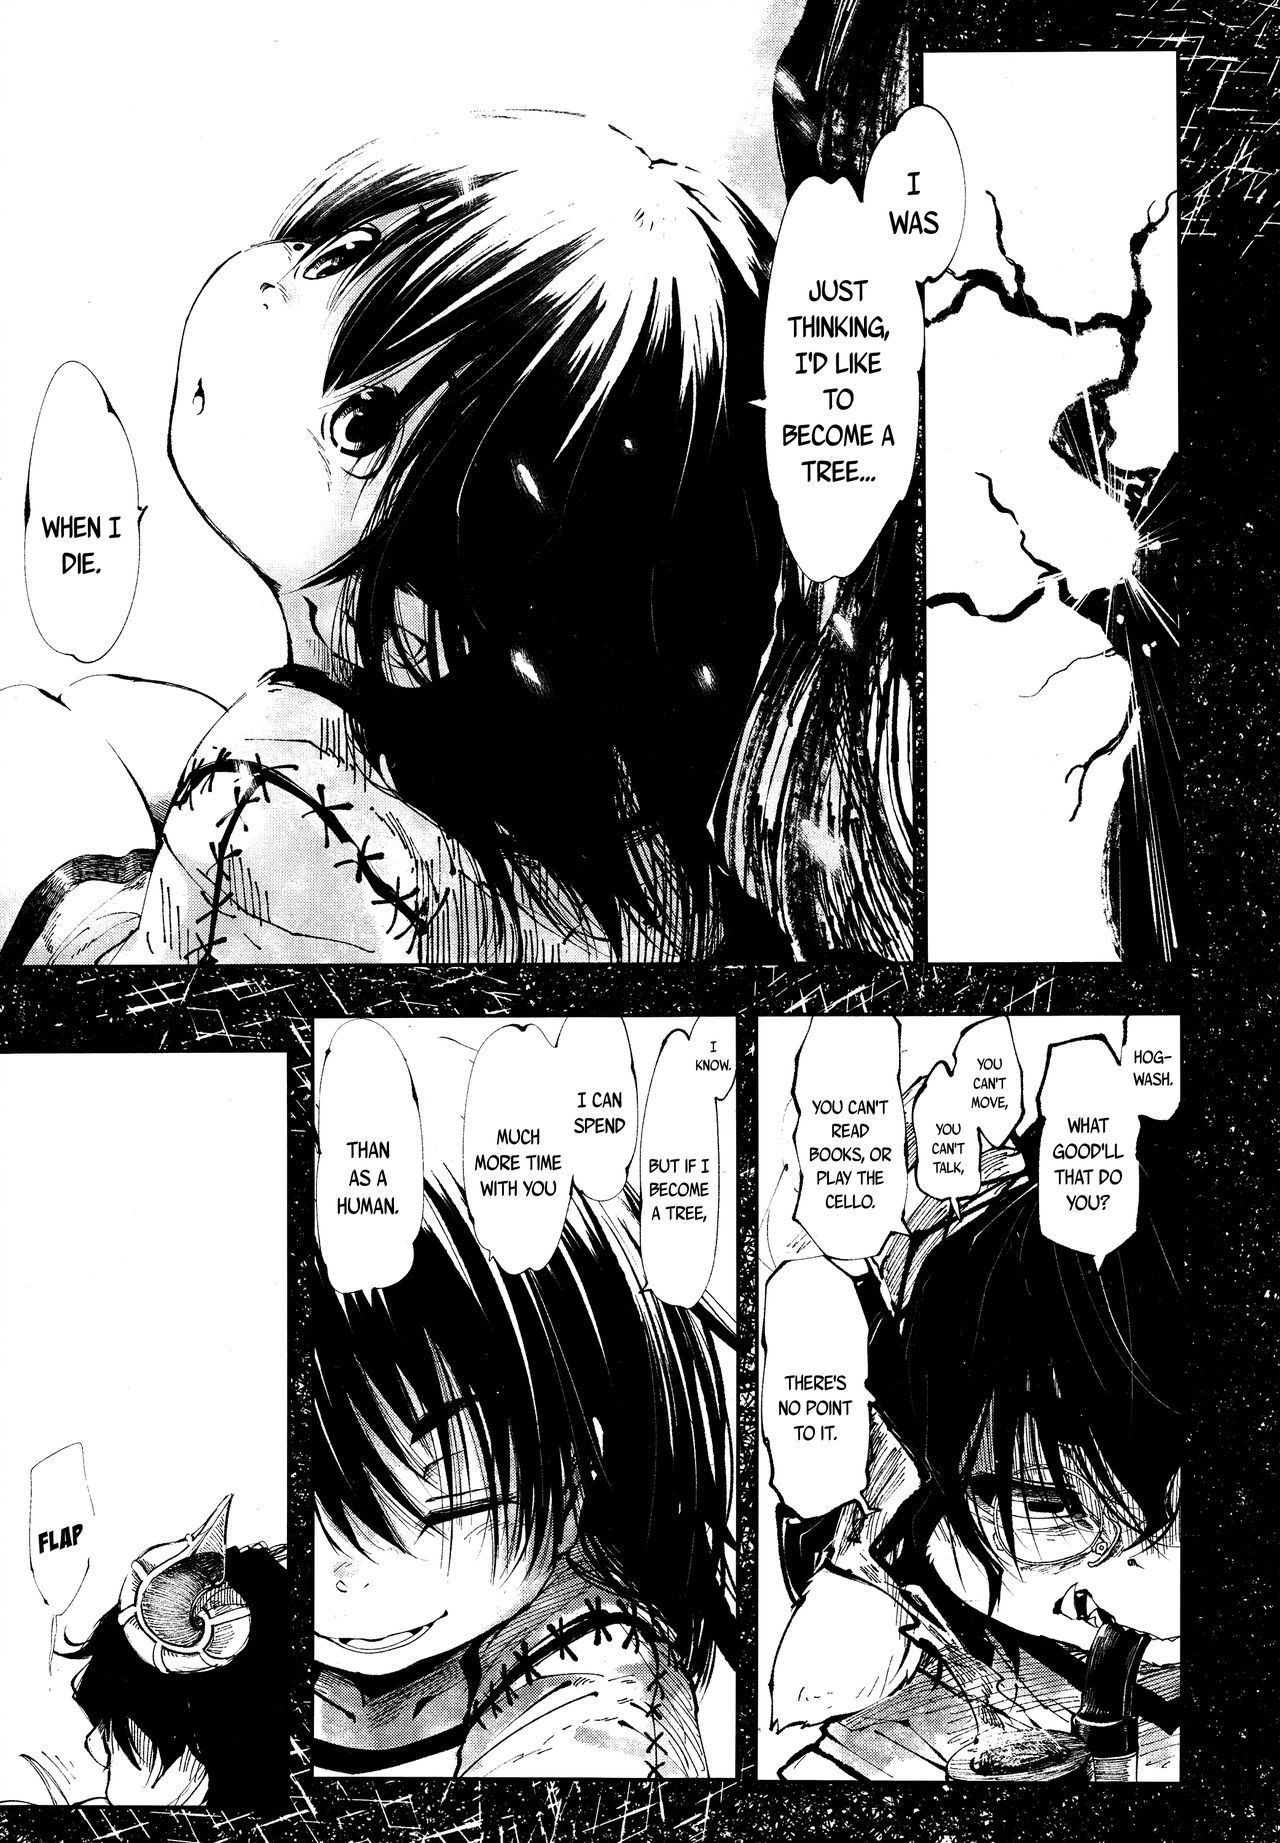 I
WAS
JUST
THINKING,
I'D LIKE
TO
BECOME A
TREE...
WHEN I
DIE.
HOG-
WASH.
WHAT
GOOD'LL
THAT DO
YOU?
YOU
CAN'T
MOVE,
YOU
CAN'T
TALK,
YOU CAN'T
READ
BOOKS, OR
PLAY THE
CELLO.
THERE'S
NO POINT
TO IT.
I
KNOW.
BUT IF I
BECOME
A TREE,
I CAN
SPEND
MUCH
MORE TIME
WITH YOU
THAN
AS A
HUMAN.
FLAP